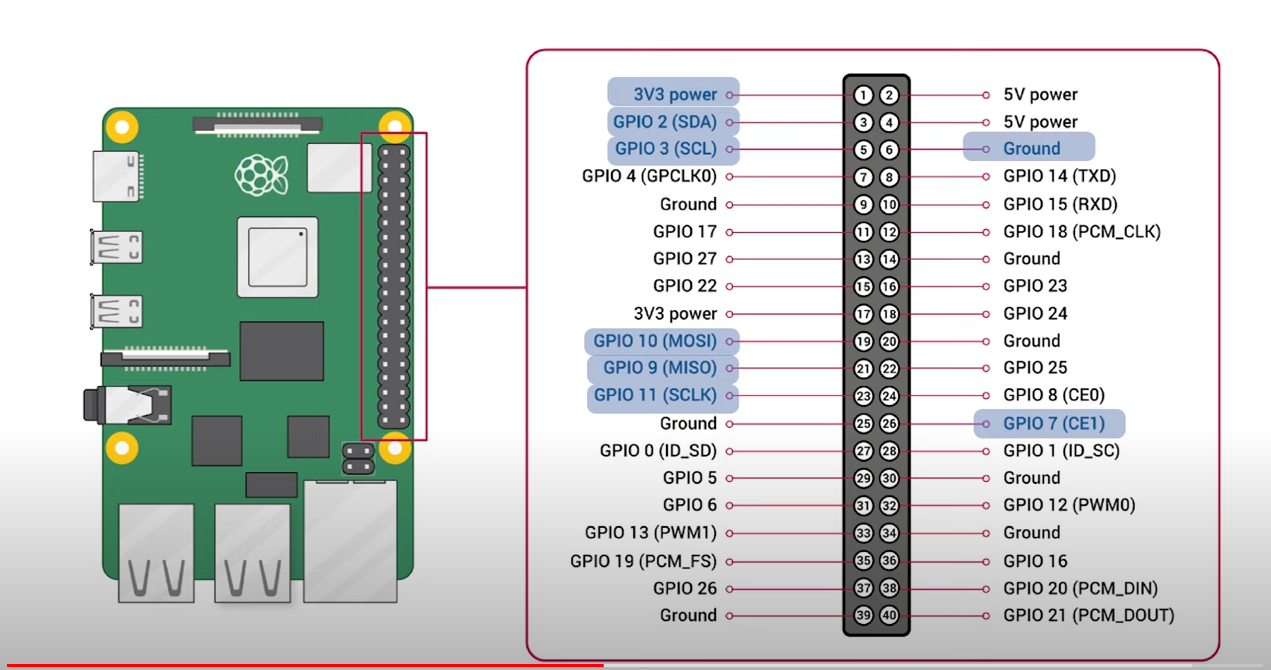 3V3 power 1 2 5V power
GPIO 2 (SDA) 3 4 5V power
GPIO 3 (SCL) 5 6 Ground
GPIO 4 (GPCLK0) 7 8 GPIO 14 (TXD)
Ground 9 10 GPIO 15 (RXD)
GPIO 17 11 12 GPIO 18 (PCM_CLK)
GPIO 27 13 14 Ground
GPIO 22 15 16 GPIO 23
3V3 power 17 18 GPIO 24
GPIO 10 (MOSI) 19 20 Ground
GPIO 9 (MISO) 21 22 GPIO 25
GPIO 11 (SCLK) 23 24 GPIO 8 (CE0)
Ground 25 26 GPIO 7 (CE1)
GPIO 0 (ID_SD) 27 28 GPIO 1 (ID_SC)
GPIO 5 29 30 Ground
GPIO 6 31 32 GPIO 12 (PWM0)
GPIO 13 (PWM1) 33 34 Ground
GPIO 19 (PCM_FS) 35 36 GPIO 16
GPIO 26 37 38 GPIO 20 (PCM_DIN)
Ground 39 40 GPIO 21 (PCM_DOUT)